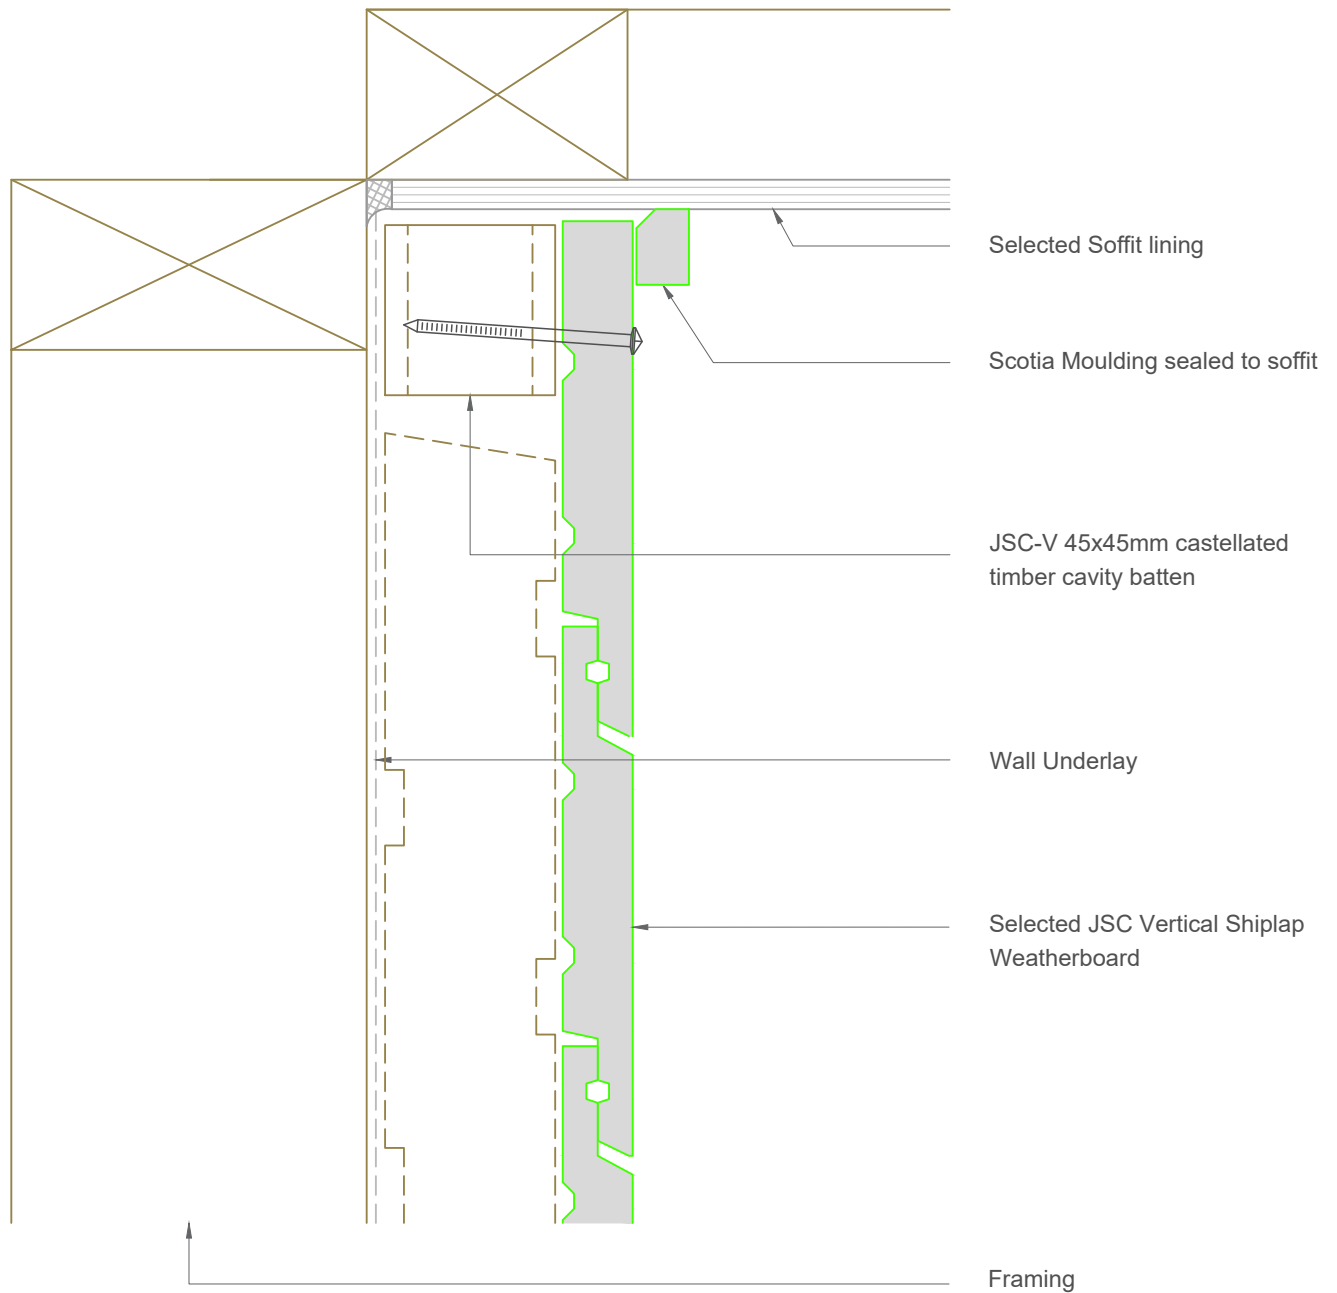 Selected Soffit lining
Scotia Moulding sealed to soffit
JSC-V 45x45mm castellated
timber cavity batten
Wall Underlay
Selected JSC Vertical Shiplap
Weatherboard
Framing